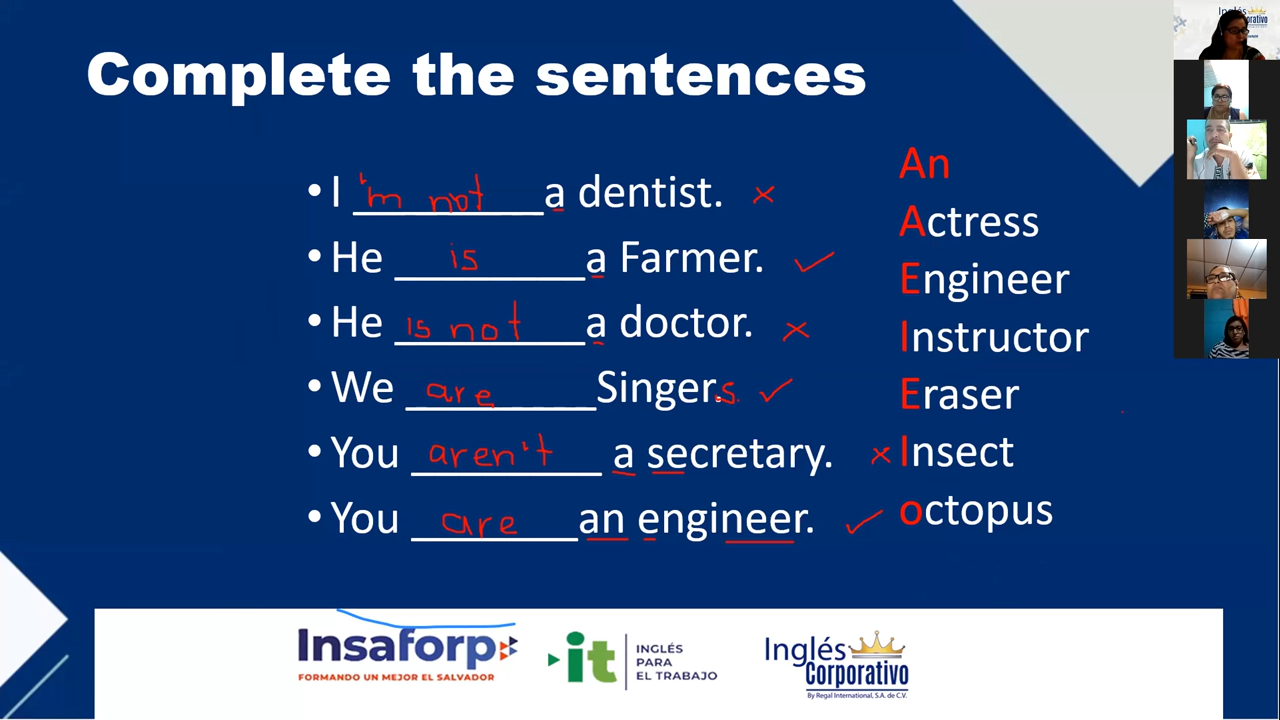 Complete the sentences
• I 'm not a dentist. ×
• He is a Farmer. ✓
• He is not a doctor. ×
• We are Singers. ✓
• You aren't a secretary. ×
• You are an engineer. ✓
An
Actress
Engineer
Instructor
Eraser
Insect
octopus
Insaforp
FORMANDO UN MEJOR EL SALVADOR
it
INGLÉS
PARA
EL TRABAJO
Inglés
Corporativo
By Regal International, S.A. de C.V.